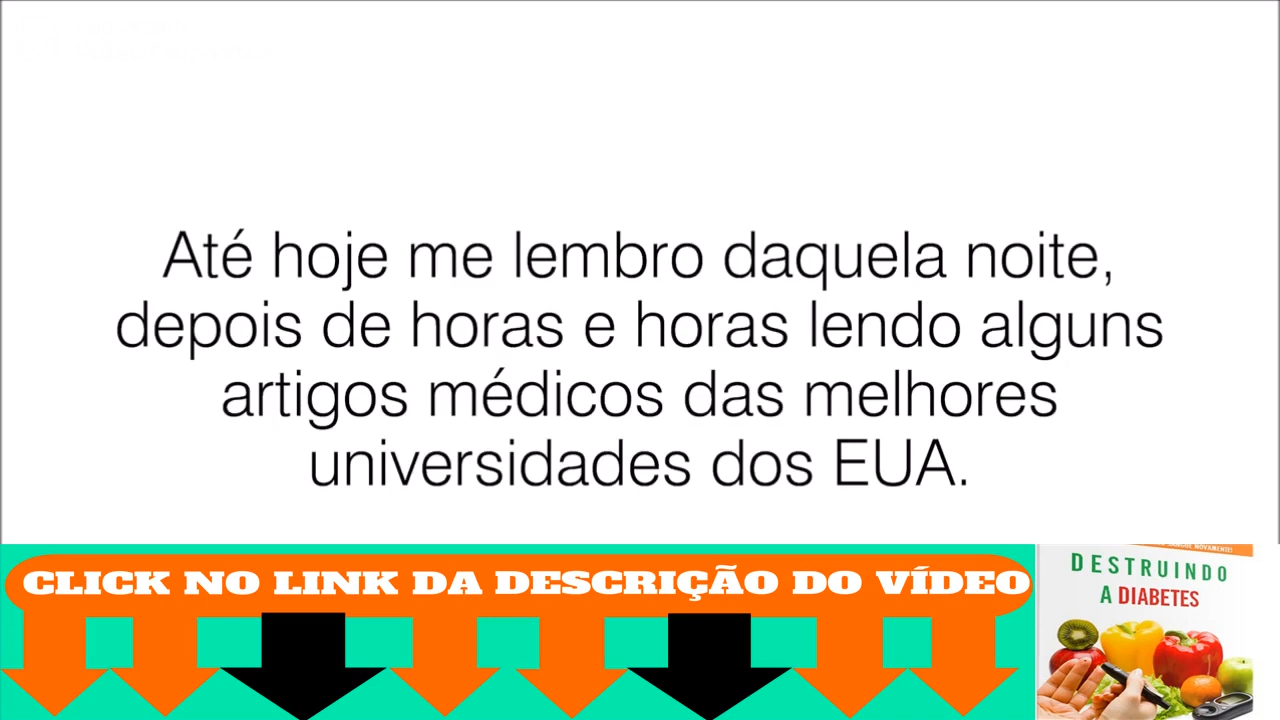 Até hoje me lembro daquela noite,
depois de horas e horas lendo alguns
artigos médicos das melhores
universidades dos EUA.
CLICK NO LINK DA DESCRIÇÃO DO VÍDEO
NOVAMENTE!
DESTRUINDO
A DIABETES